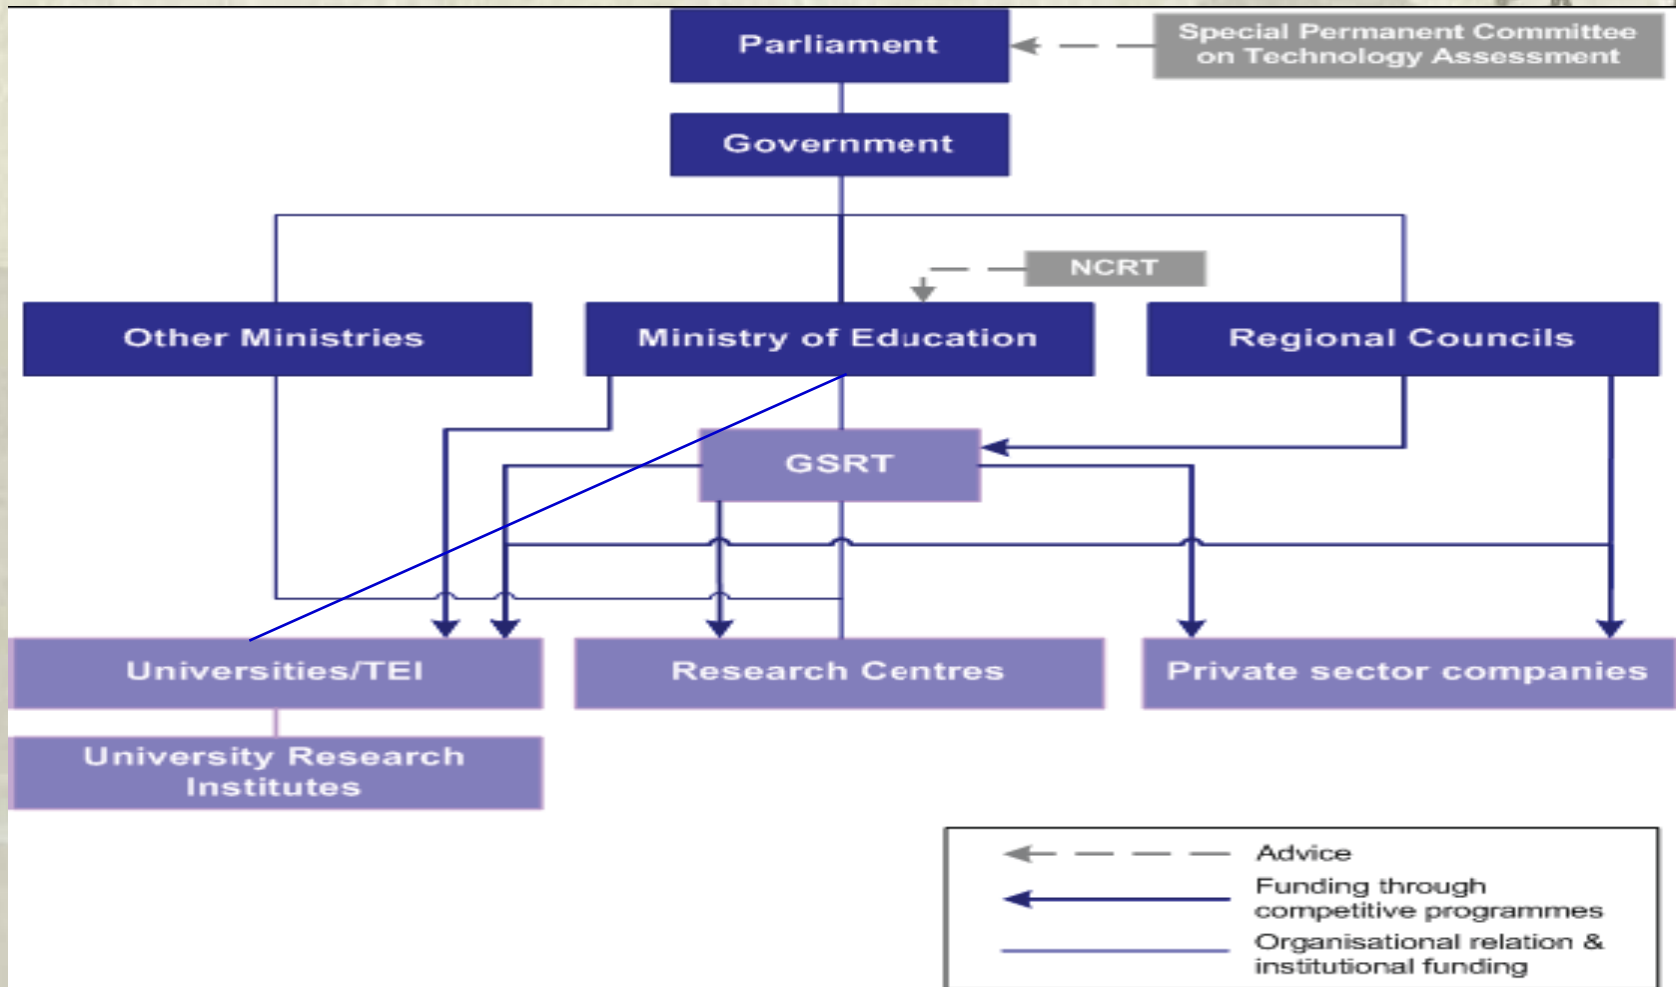 Parliament
Special Permanent Committee
on Technology Assessment
Government
NCRT
Other Ministries
Ministry of Education
Regional Councils
GSRT
Universities/TEI
Research Centres
Private sector companies
University Research
Institutes
Advice
Funding through
competitive programmes
Organisational relation &
institutional funding